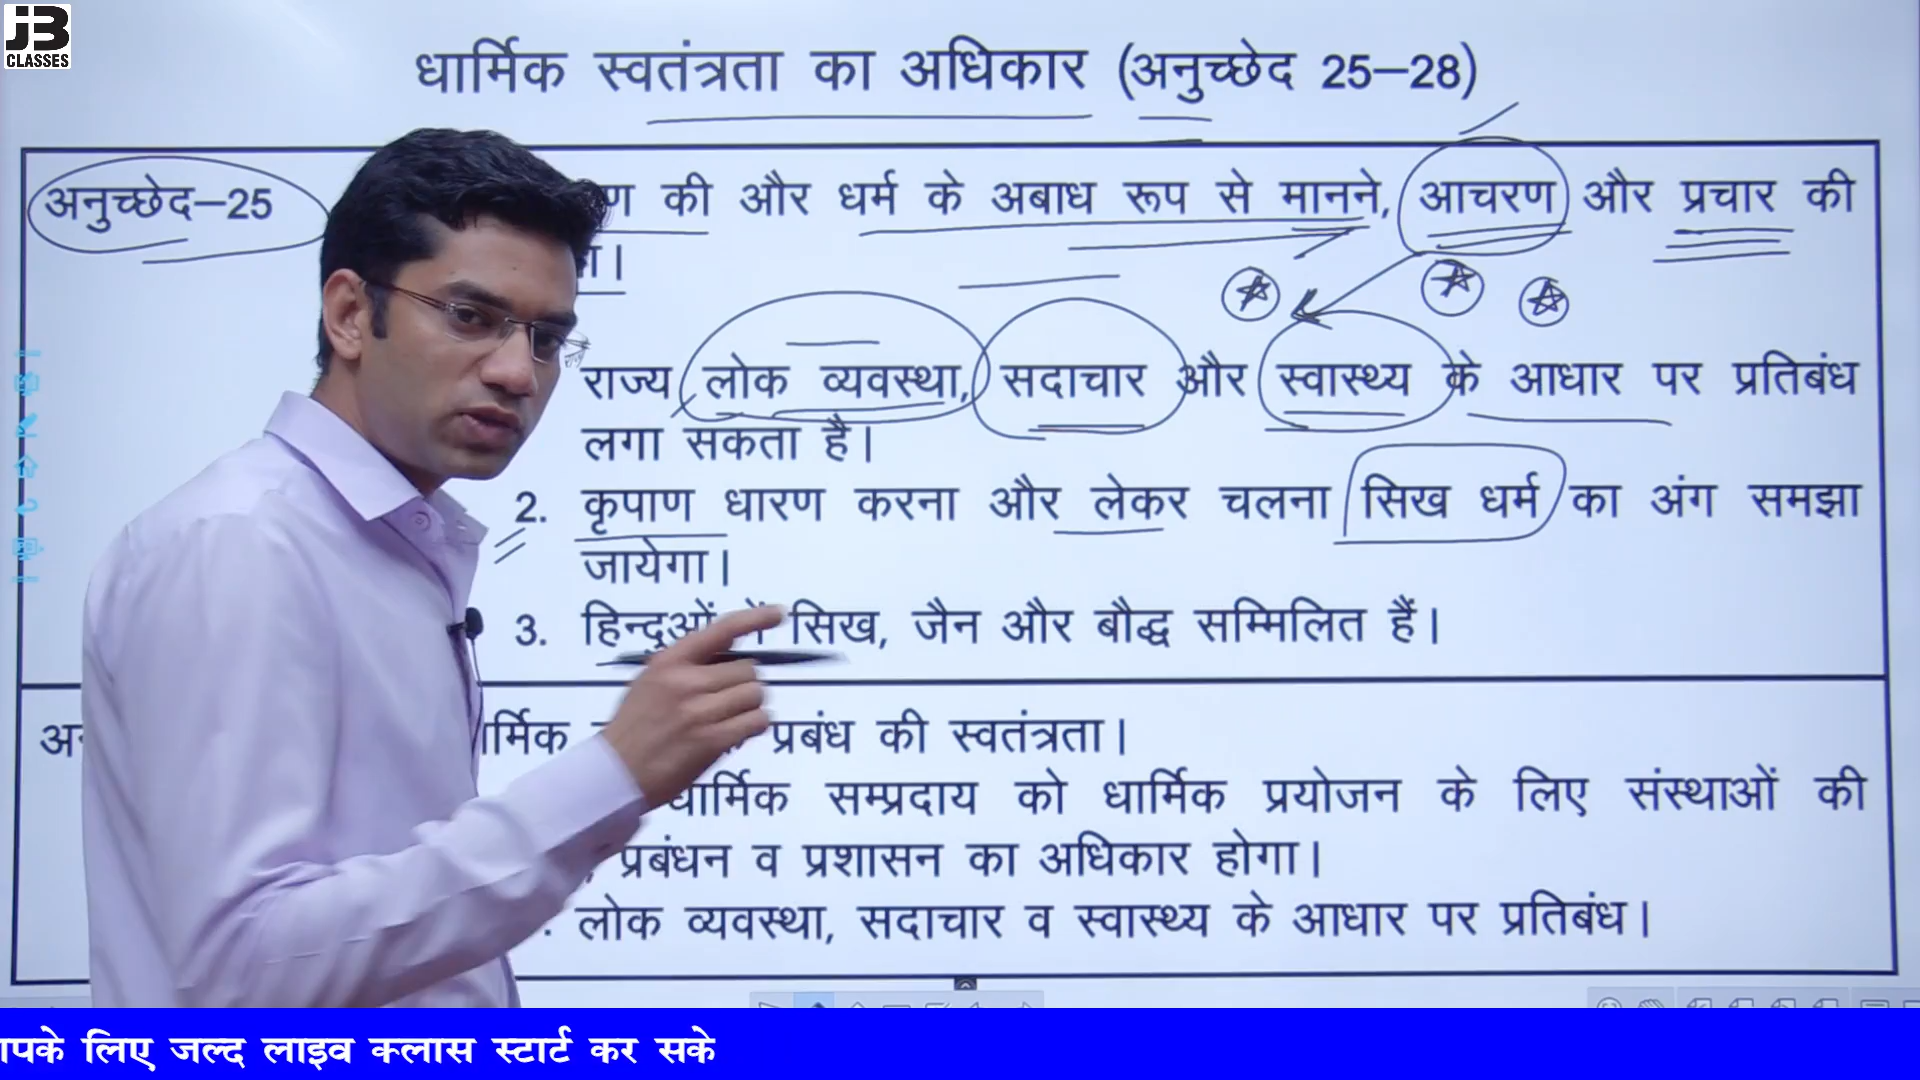 JB
CLASSES
धार्मिक स्वतंत्रता का अधिकार (अनुच्छेद 25–28)
अनुच्छेद–25
की और धर्म के अबाध रूप से मानने, आचरण और प्रचार की
राज्य लोक व्यवस्था, सदाचार और स्वास्थ्य के आधार पर प्रतिबंध
लगा सकता है।
2. कृपाण धारण करना और लेकर चलना सिख धर्म का अंग समझा
जायेगा।
3. हिन्दुओं में सिख, जैन और बौद्ध सम्मिलित हैं।
प्रबंध की स्वतंत्रता।
धार्मिक सम्प्रदाय को धार्मिक प्रयोजन के लिए संस्थाओं की
प्रबंधन व प्रशासन का अधिकार होगा।
लोक व्यवस्था, सदाचार व स्वास्थ्य के आधार पर प्रतिबंध।
लिए जल्द लाइव क्लास स्टार्ट कर सके